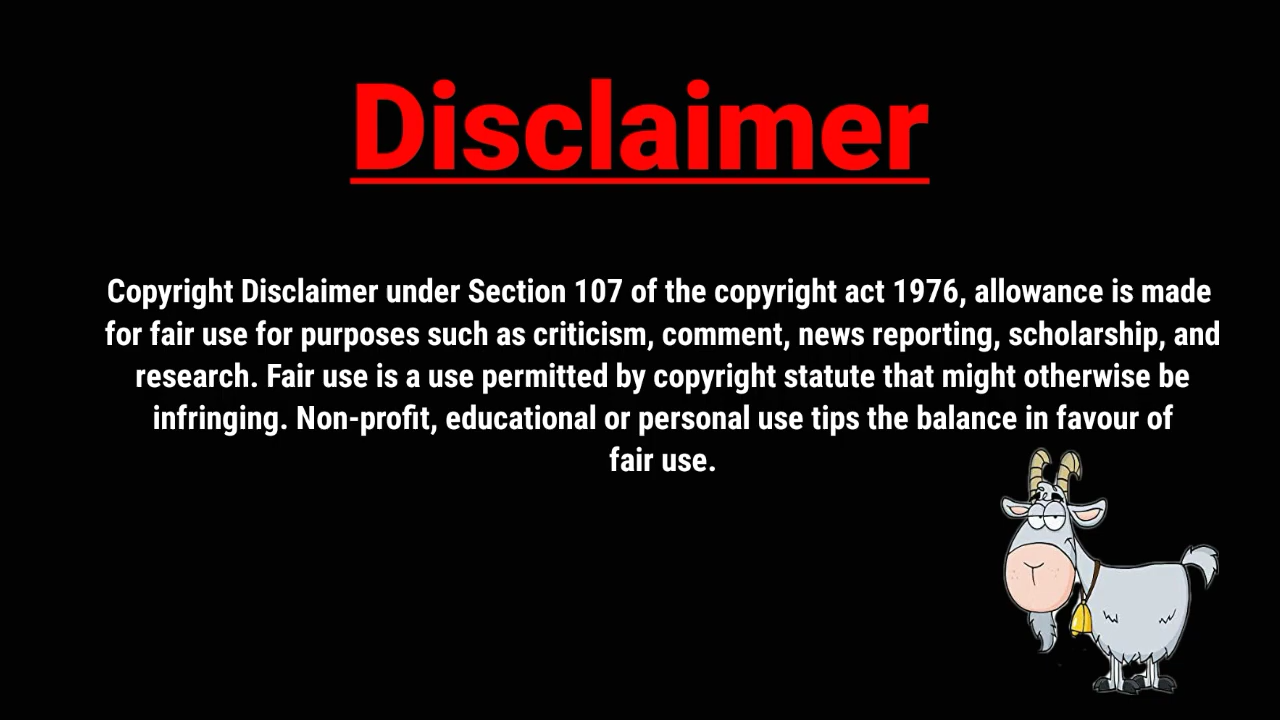 Disclaimer
Copyright Disclaimer under Section 107 of the copyright act 1976, allowance is made
for fair use for purposes such as criticism, comment, news reporting, scholarship, and
research. Fair use is a use permitted by copyright statute that might otherwise be
infringing. Non-profit, educational or personal use tips the balance in favour of
fair use.